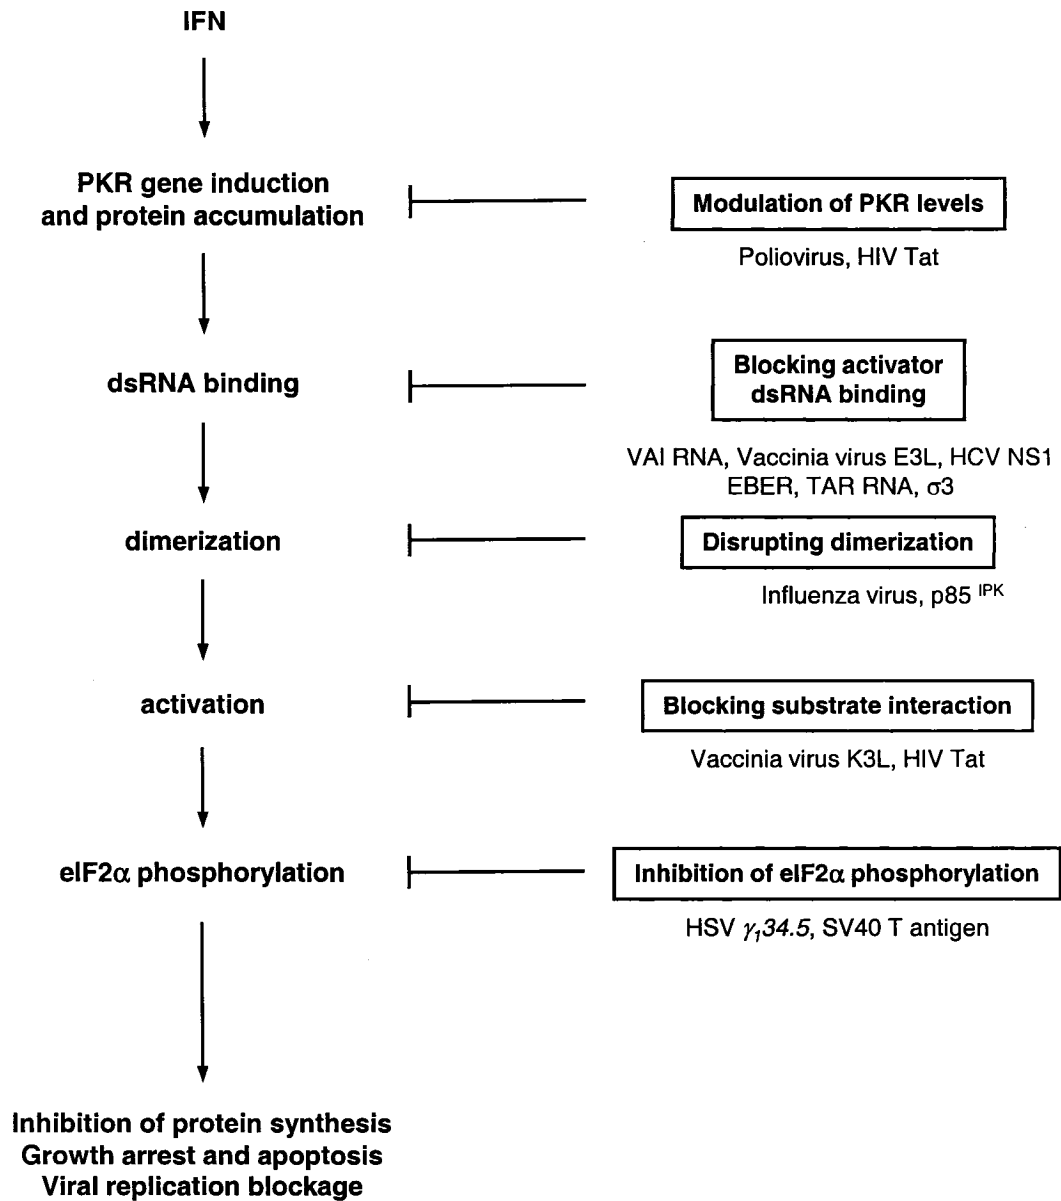 IFN
PKR gene induction
and protein accumulation
Modulation of PKR levels
Poliovirus, HIV Tat
dsRNA binding
Blocking activator
dsRNA binding
VAI RNA, Vaccinia virus E3L, HCV NS1
EBER, TAR RNA, σ3
dimerization
Disrupting dimerization
Influenza virus, p85 IPK
activation
Blocking substrate interaction
Vaccinia virus K3L, HIV Tat
eIF2α phosphorylation
Inhibition of eIF2α phosphorylation
HSV γ134.5, SV40 T antigen
Inhibition of protein synthesis
Growth arrest and apoptosis
Viral replication blockage